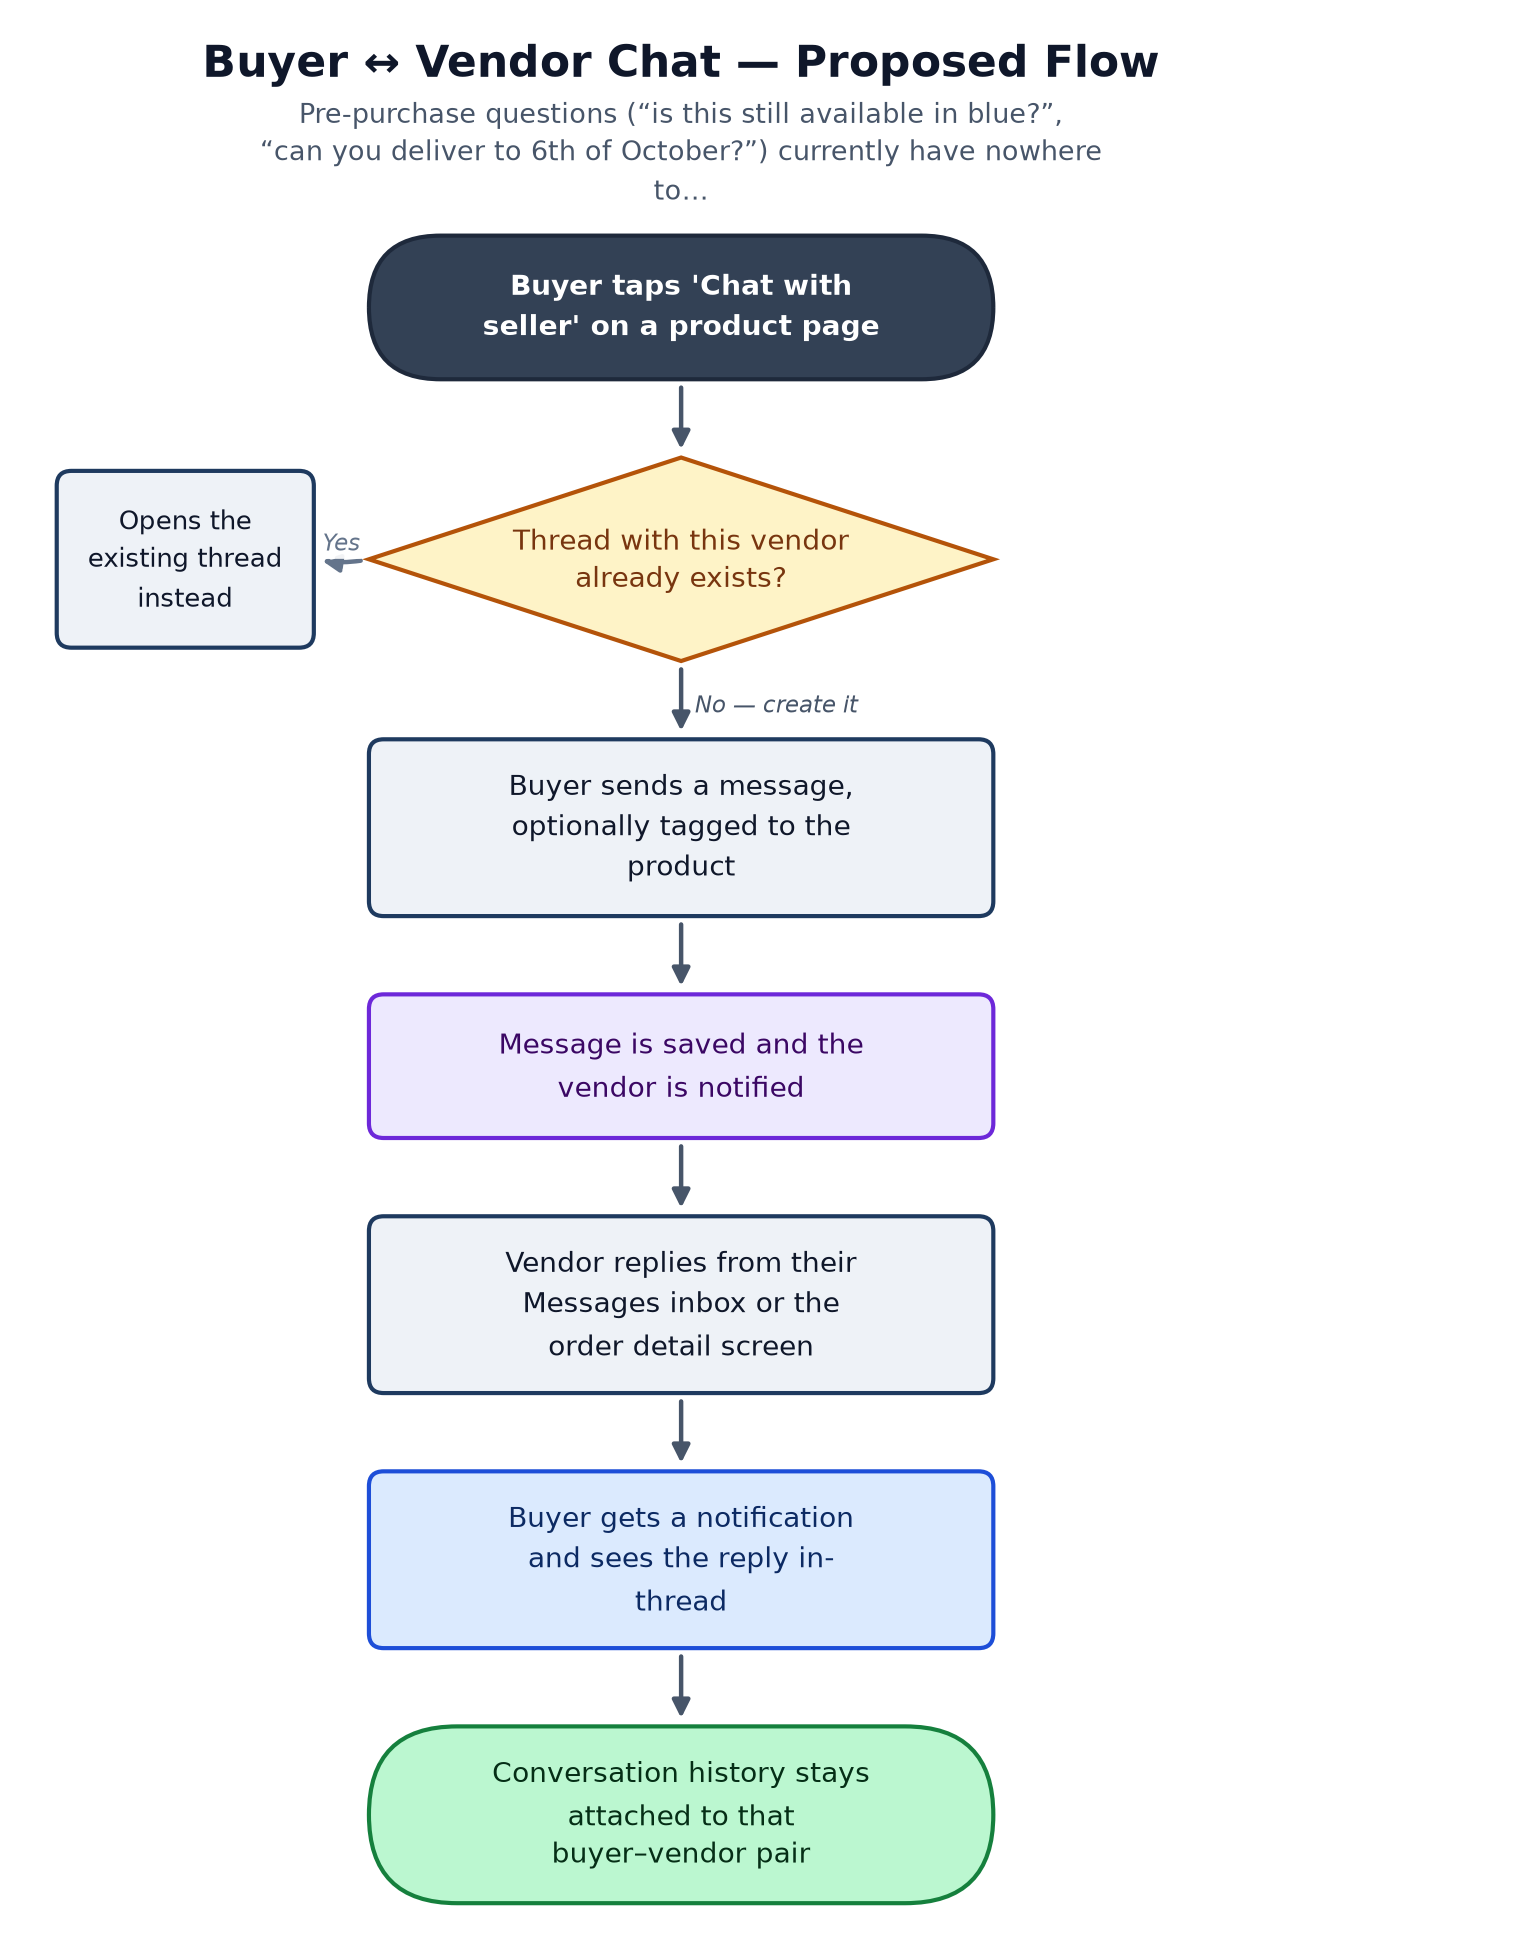 Buyer ↔ Vendor Chat — Proposed Flow
Pre-purchase questions (“is this still available in blue?”,
“can you deliver to 6th of October?”) currently have nowhere
to…
Buyer taps 'Chat with
seller' on a product page
Thread with this vendor
already exists?
Yes
Opens the
existing thread
instead
No — create it
Buyer sends a message,
optionally tagged to the
product
Message is saved and the
vendor is notified
Vendor replies from their
Messages inbox or the
order detail screen
Buyer gets a notification
and sees the reply in-
thread
Conversation history stays
attached to that
buyer–vendor pair